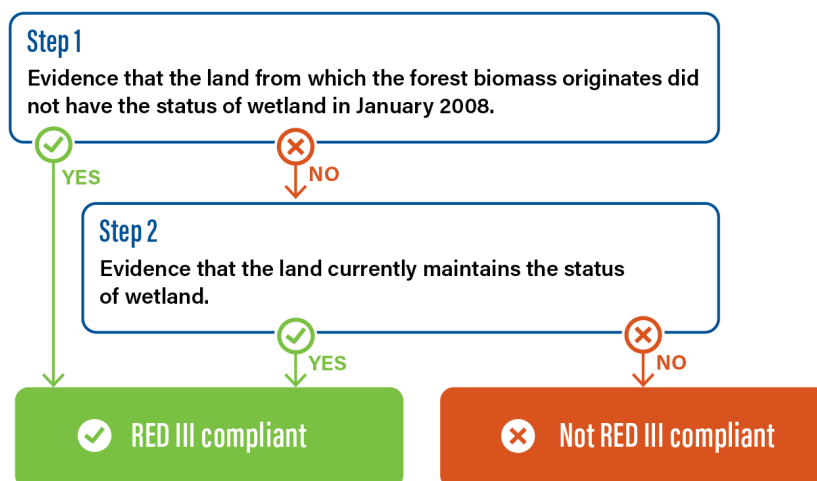 Step 1
Evidence that the land from which the forest biomass originates did
not have the status of wetland in January 2008.
YES
NO
Step 2
Evidence that the land currently maintains the status
of wetland.
YES
NO
RED III compliant
Not RED III compliant